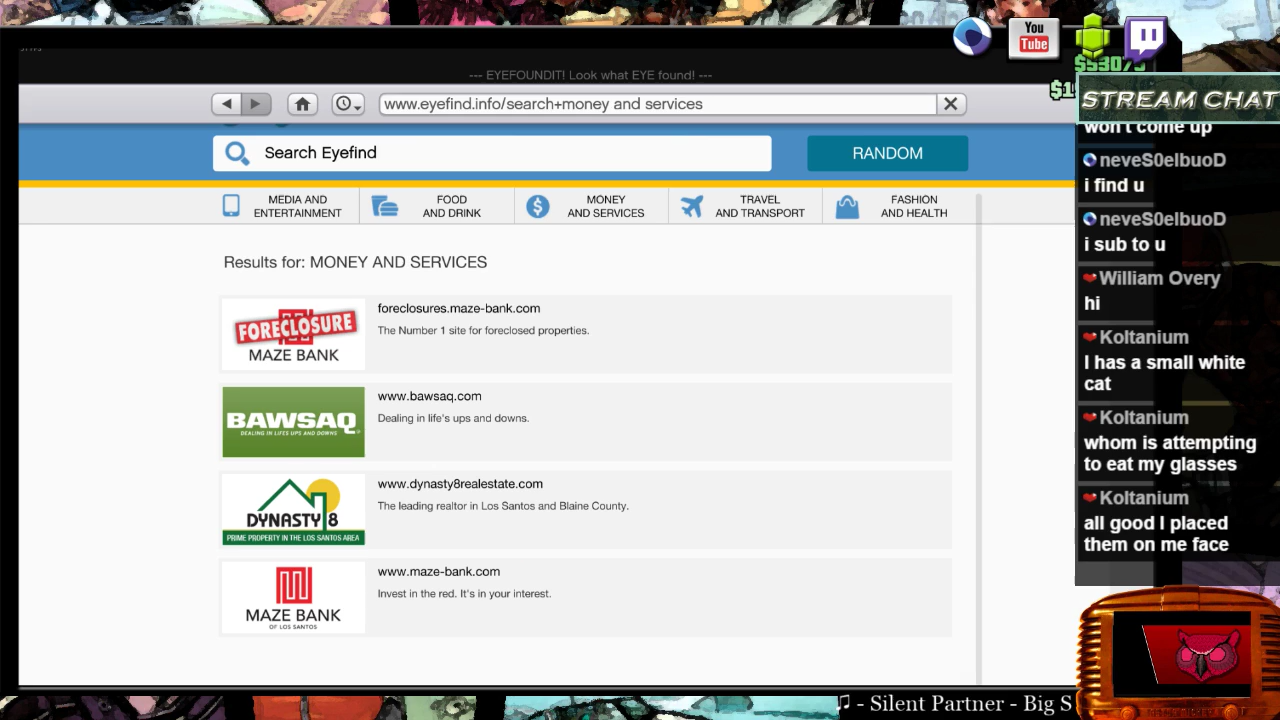 --- EYEFOUNDIT! Look what EYE found! ---
You
Tube
www.eyefind.info/search+money and services
Search Eyefind
RANDOM
MEDIA AND
ENTERTAINMENT
FOOD
AND DRINK
MONEY
AND SERVICES
TRAVEL
AND TRANSPORT
FASHION
AND HEALTH
Results for: MONEY AND SERVICES
FORECLOSURE
MAZE BANK
foreclosures.maze-bank.com
The Number 1 site for foreclosed properties.
BAWSAQ
DEALING IN LIFE'S UPS AND DOWNS
www.bawsaq.com
Dealing in life's ups and downs.
DYNASTY 8
PRIME PROPERTY IN THE LOS SANTOS AREA
www.dynasty8realestate.com
The leading realtor in Los Santos and Blaine County.
MAZE BANK
OF LOS SANTOS
www.maze-bank.com
Invest in the red. It's in your interest.
STREAM CHAT
won't come up
neveS0elbuoD
i find u
neveS0elbuoD
i sub to u
William Overy
hi
Koltanium
I has a small white
cat
Koltanium
whom is attempting
to eat my glasses
Koltanium
all good I placed
them on me face
♫ - Silent Partner - Big S